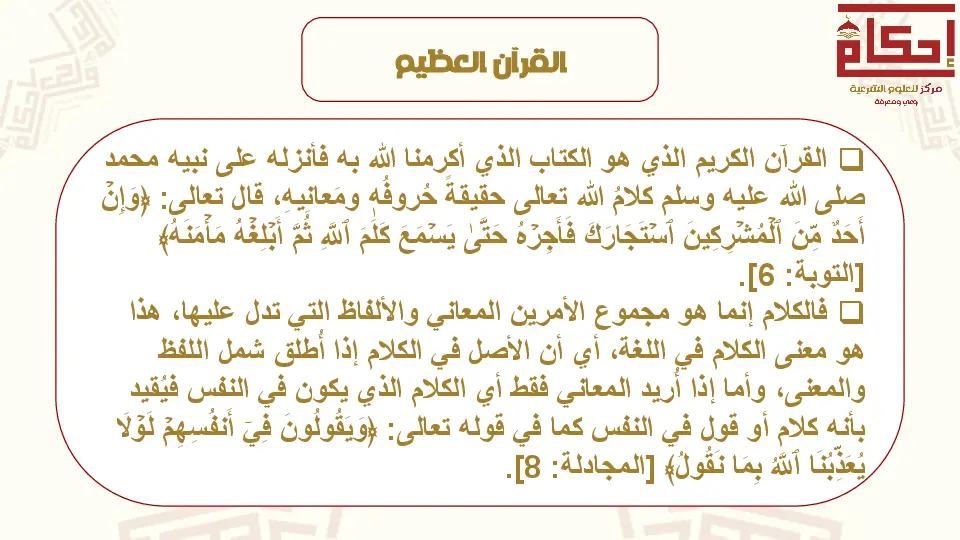 إحكام
مركز للعلوم الشرعية
وعي ومعرفة
القرآن العظيم
❑ القرآن الكريم الذي هو الكتاب الذي أكرمنا الله به فأنزله على نبيه محمد
صلى الله عليه وسلم كلامُ الله تعالى حقيقةً حُروفُه ومَعانيهِ، قال تعالى: ﴿وَإِنۡ
أَحَدٌ مِّنَ ٱلۡمُشۡرِكِينَ ٱسۡتَجَارَكَ فَأَجِرۡهُ حَتَّىٰ يَسۡمَعَ كَلَٰمَ ٱللَّهِ ثُمَّ أَبۡلِغۡهُ مَأۡمَنَهُ﴾
[التوبة: 6].
❑ فالكلام إنما هو مجموع الأمرين المعاني والألفاظ التي تدل عليها، هذا
هو معنى الكلام في اللغة، أي أن الأصل في الكلام إذا أُطلق شمل اللفظ
والمعنى، وأما إذا أُريد المعاني فقط أي الكلام الذي يكون في النفس فيُقيد
بأنه كلام أو قول في النفس كما في قوله تعالى: ﴿وَيَقُولُونَ فِيٓ أَنفُسِهِمۡ لَوۡلَا
يُعَذِّبُنَا ٱللَّهُ بِمَا نَقُولُ﴾ [المجادلة: 8].